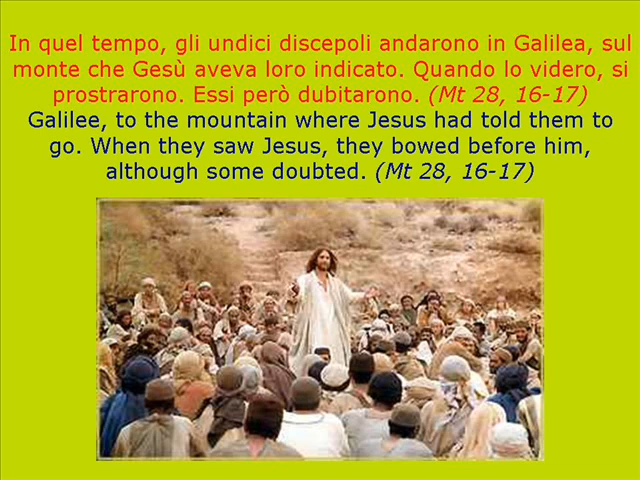 In quel tempo, gli undici discepoli andarono in Galilea, sul
monte che Gesù aveva loro indicato. Quando lo videro, si
prostrarono. Essi però dubitarono. (Mt 28, 16-17)
Galilee, to the mountain where Jesus had told them to
go. When they saw Jesus, they bowed before him,
although some doubted. (Mt 28, 16-17)